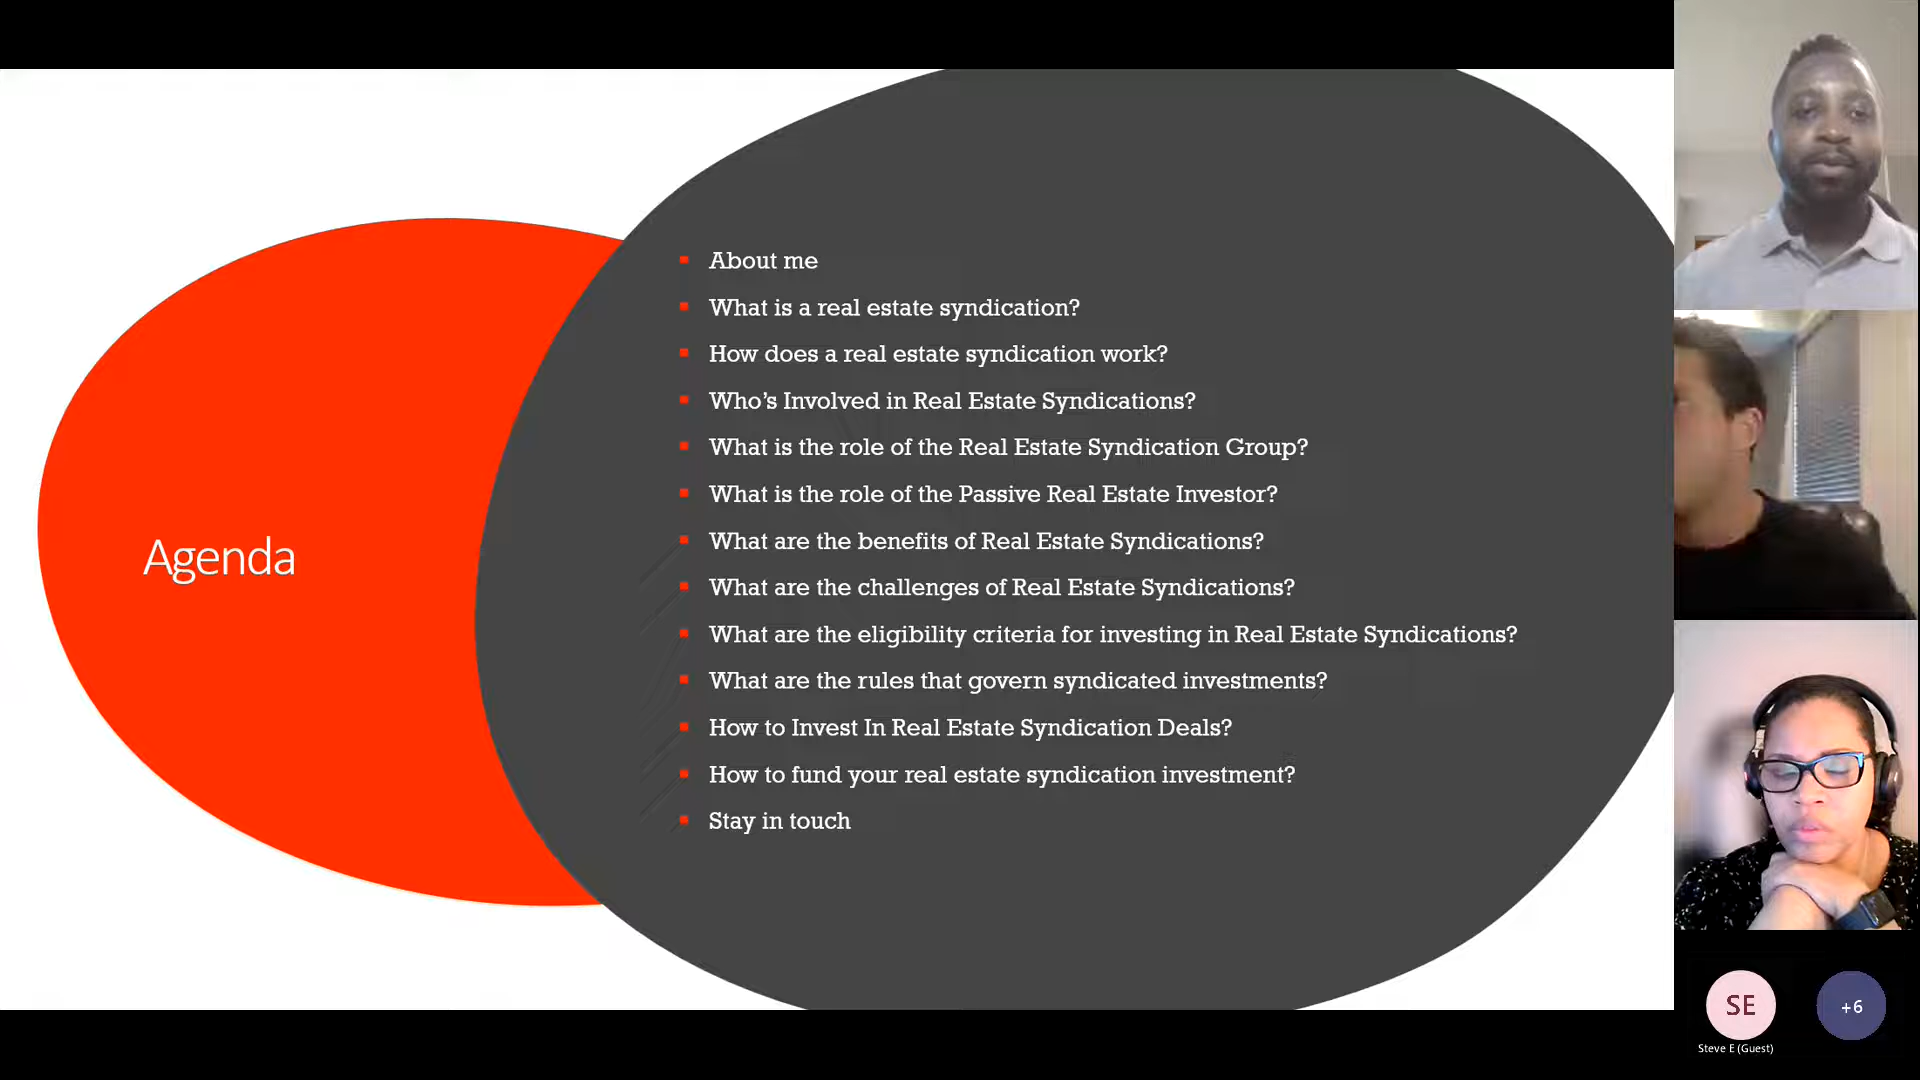 Agenda
About me
What is a real estate syndication?
How does a real estate syndication work?
Who's Involved in Real Estate Syndications?
What is the role of the Real Estate Syndication Group?
What is the role of the Passive Real Estate Investor?
What are the benefits of Real Estate Syndications?
What are the challenges of Real Estate Syndications?
What are the eligibility criteria for investing in Real Estate Syndications?
What are the rules that govern syndicated investments?
How to Invest In Real Estate Syndication Deals?
How to fund your real estate syndication investment?
Stay in touch
SE
+6
Steve E (Guest)